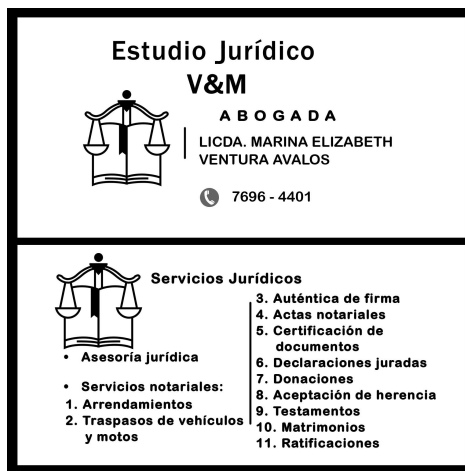 Estudio Jurídico
V&M
ABOGADA
LICDA. MARINA ELIZABETH
VENTURA AVALOS
7696 - 4401
Servicios Jurídicos
• Asesoría jurídica
• Servicios notariales:
1. Arrendamientos
2. Traspasos de vehículos
y motos
3. Auténtica de firma
4. Actas notariales
5. Certificación de
documentos
6. Declaraciones juradas
7. Donaciones
8. Aceptación de herencia
9. Testamentos
10. Matrimonios
11. Ratificaciones